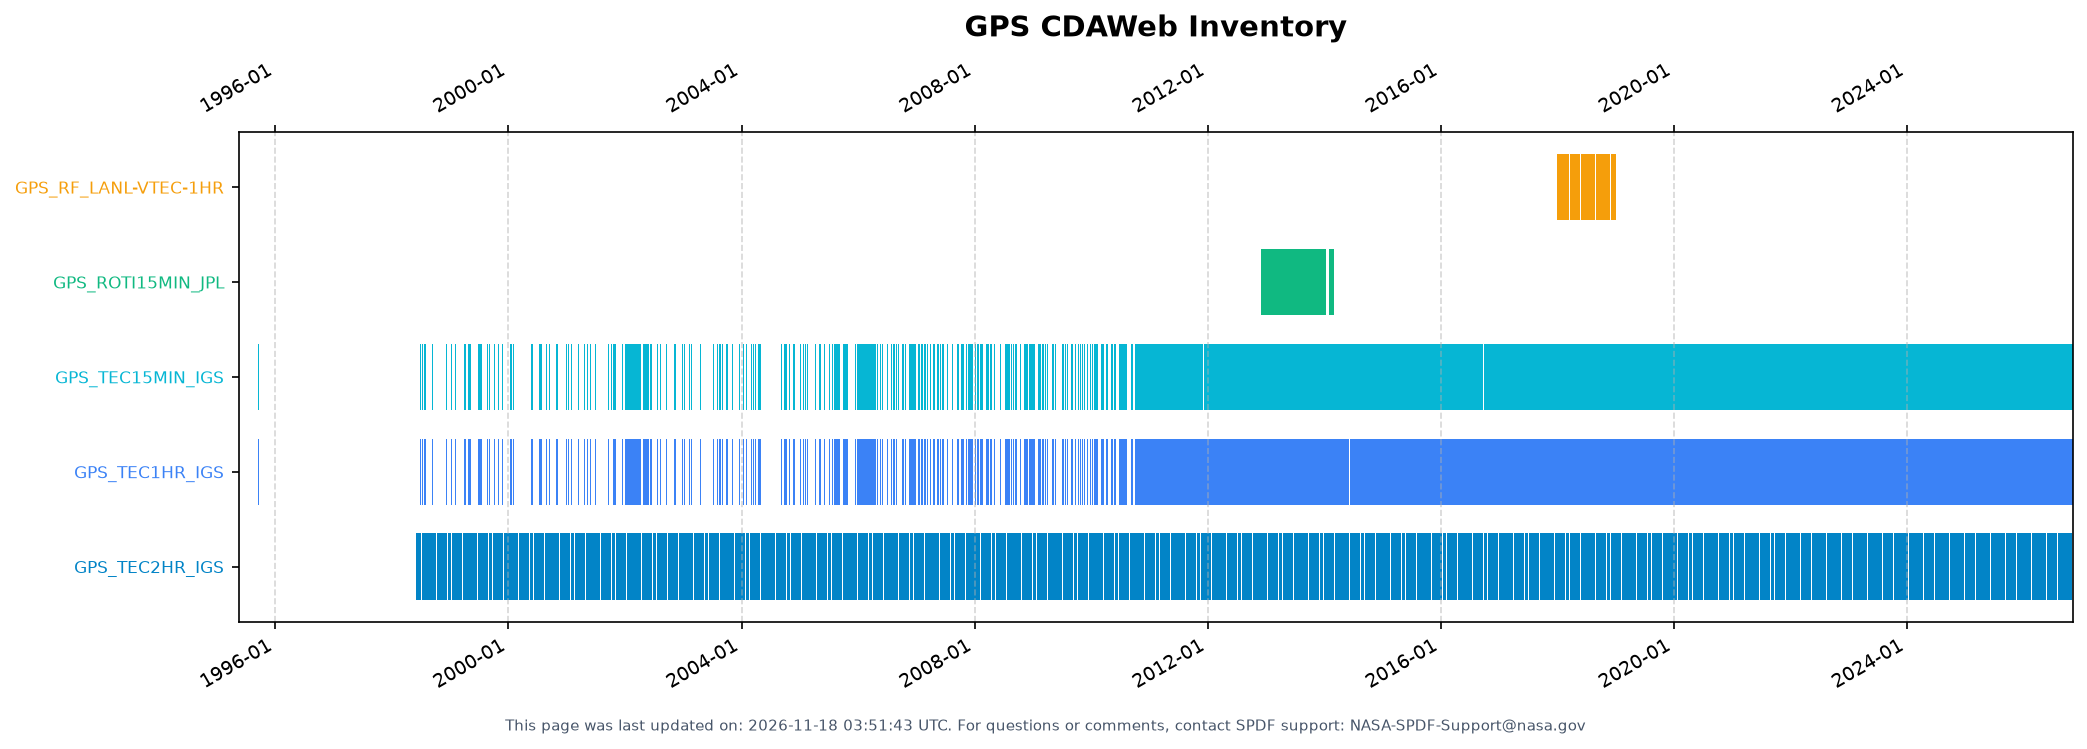 GPS CDAWeb Inventory
1996-01 2000-01 2004-01 2008-01 2012-01 2016-01 2020-01 2024-01
GPS_RF_LANL-VTEC-1HR
GPS_ROTI15MIN_JPL
GPS_TEC15MIN_IGS
GPS_TEC1HR_IGS
GPS_TEC2HR_IGS
1996-01 2000-01 2004-01 2008-01 2012-01 2016-01 2020-01 2024-01
This page was last updated on: 2026-11-18 03:51:43 UTC. For questions or comments, contact SPDF support: NASA-SPDF-Support@nasa.gov